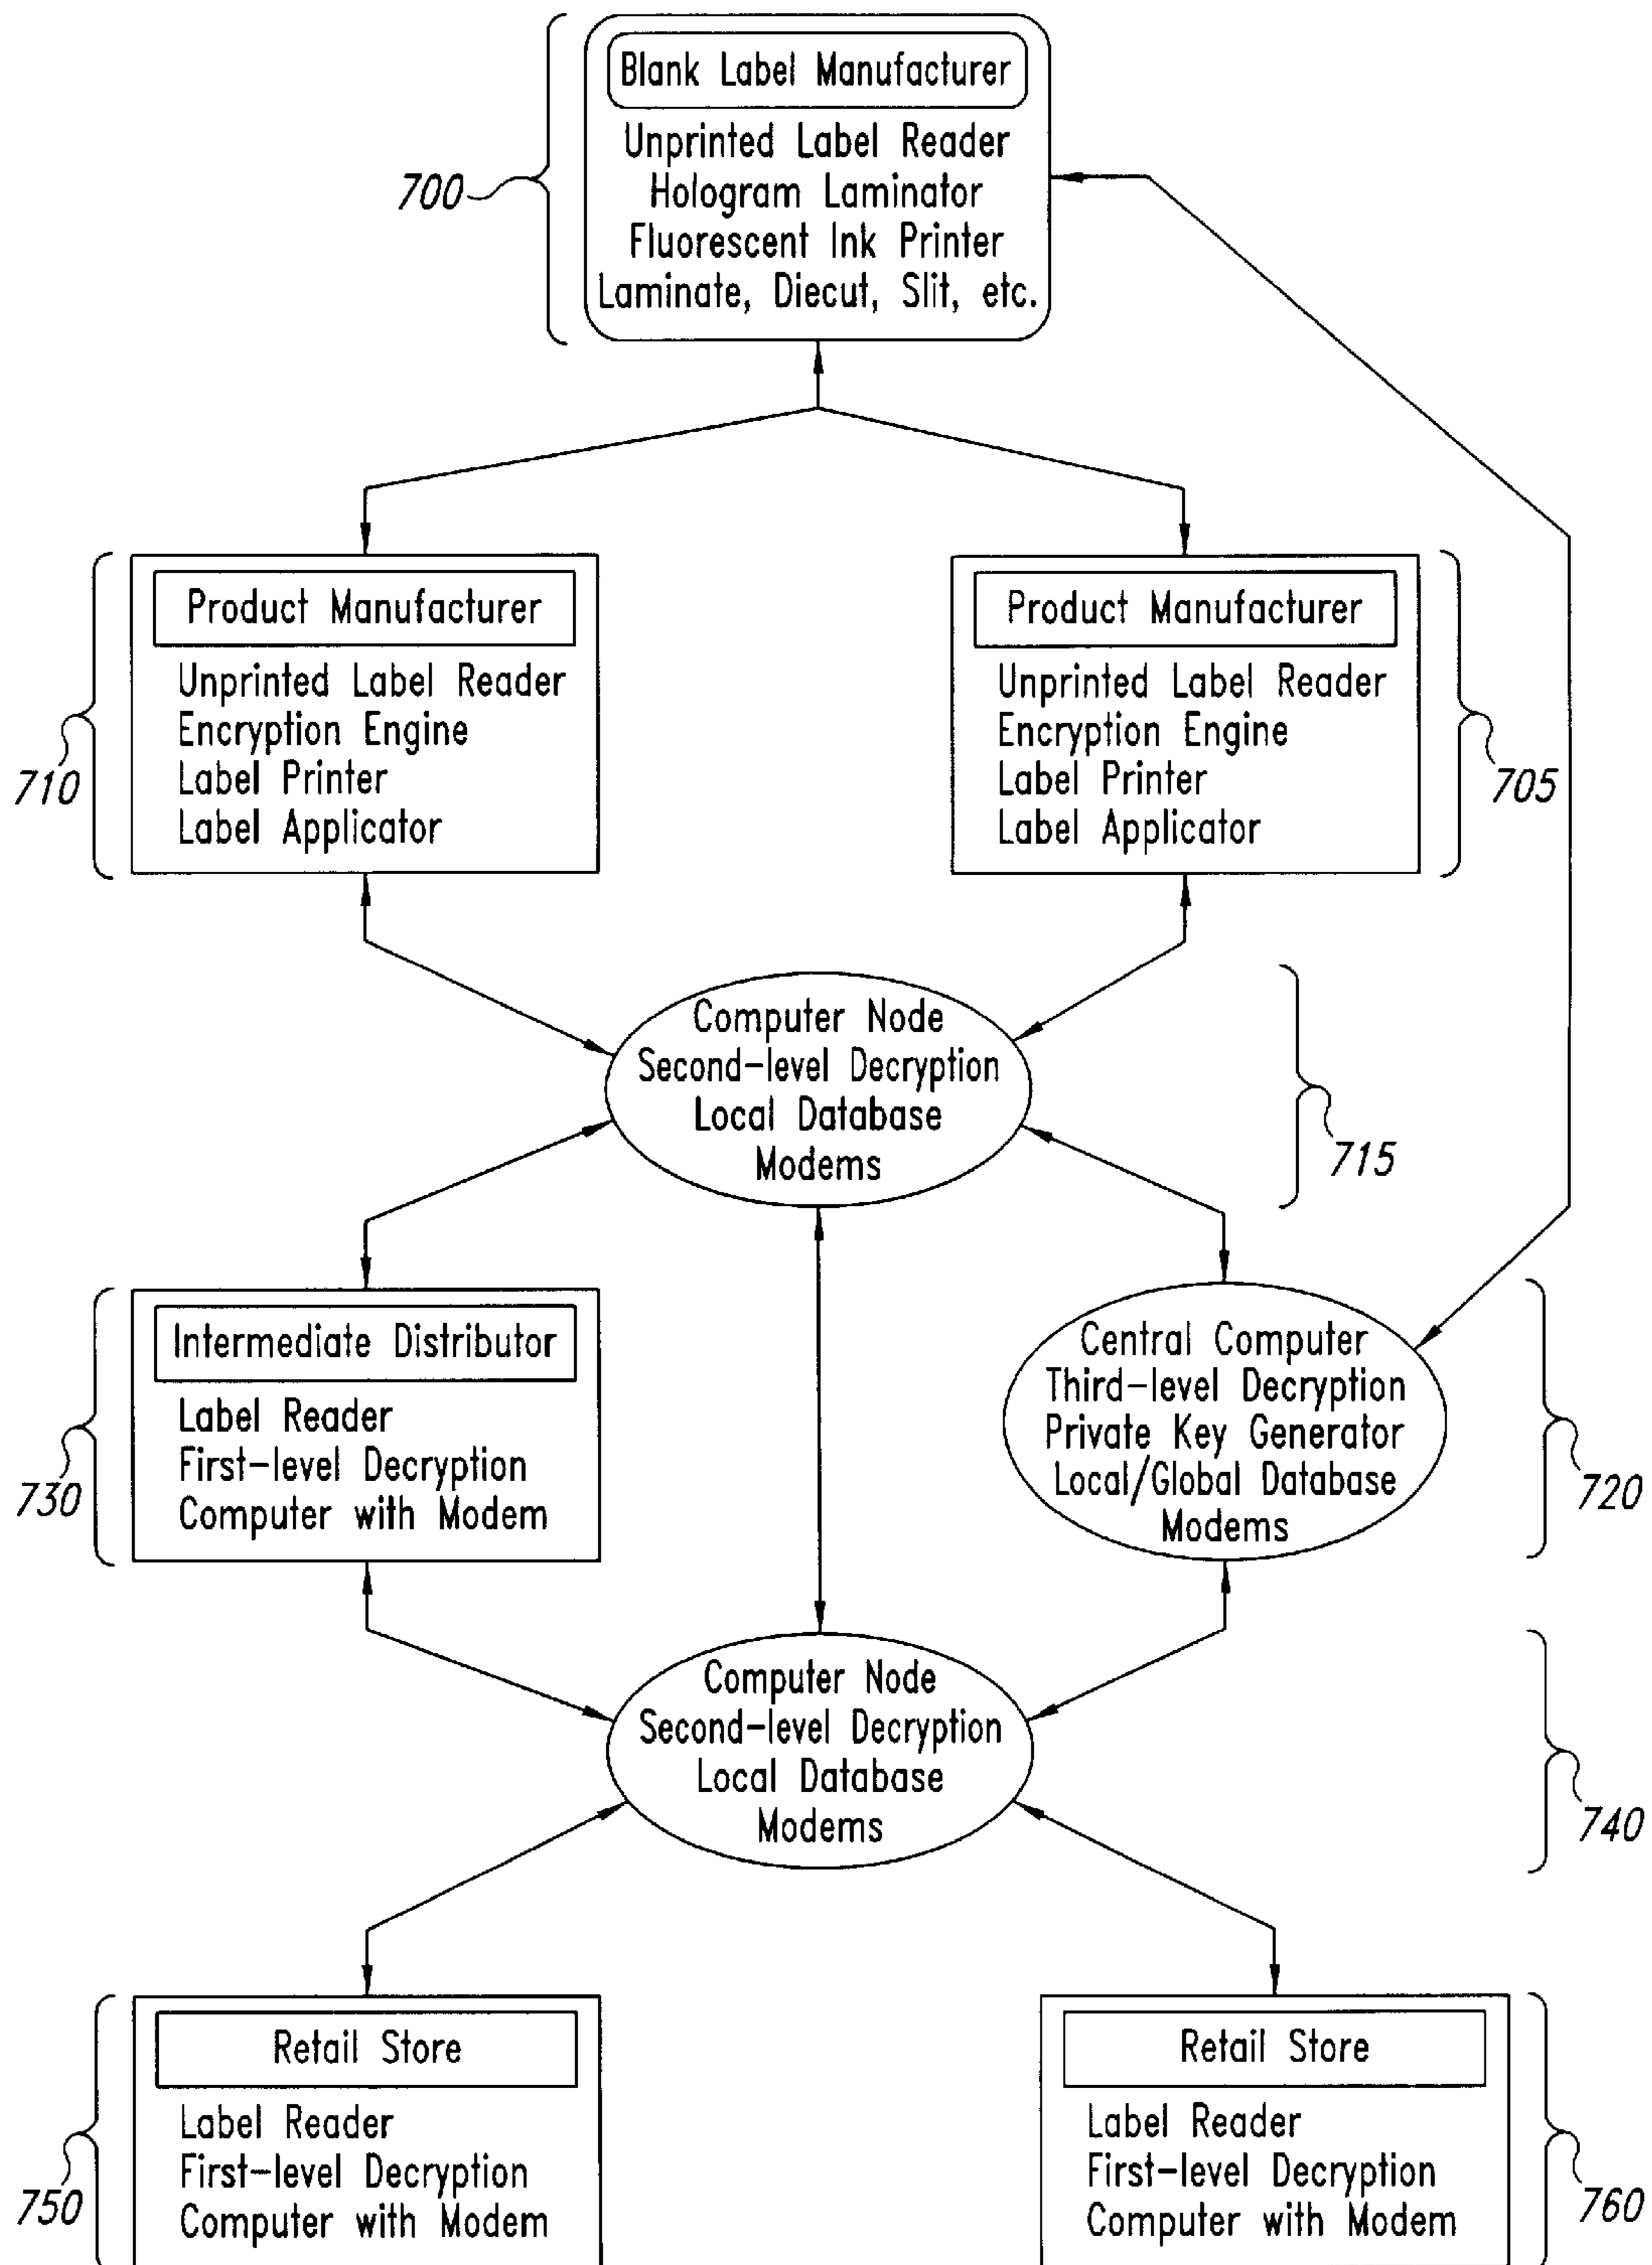 Blank Label Manufacturer
Unprinted Label Reader
Hologram Laminator
Fluorescent Ink Printer
Laminate, Diecut, Slit, etc.
700
Product Manufacturer
Unprinted Label Reader
Encryption Engine
Label Printer
Label Applicator
710
Product Manufacturer
Unprinted Label Reader
Encryption Engine
Label Printer
Label Applicator
705
Computer Node
Second-level Decryption
Local Database
Modems
715
Intermediate Distributor
Label Reader
First-level Decryption
Computer with Modem
730
Central Computer
Third-level Decryption
Private Key Generator
Local/Global Database
Modems
720
Computer Node
Second-level Decryption
Local Database
Modems
740
Retail Store
Label Reader
First-level Decryption
Computer with Modem
750
Retail Store
Label Reader
First-level Decryption
Computer with Modem
760